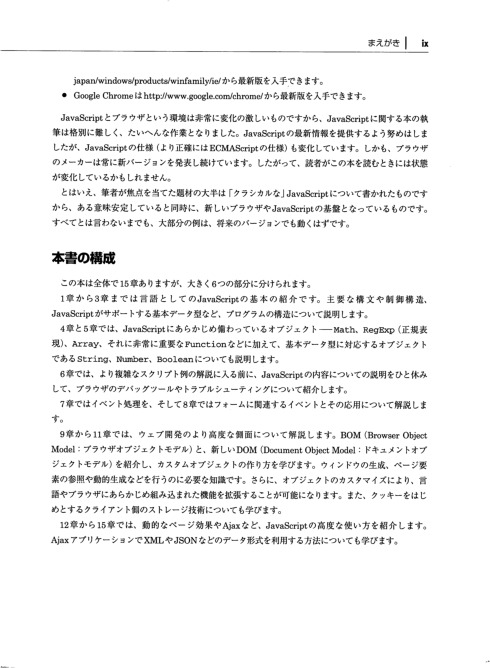 まえがき | ix
japan/windows/products/winfamily/ie/から最新版を入手できます。
● Google Chromeはhttp://www.google.com/chrome/から最新版を入手できます。
JavaScriptとブラウザという環境は非常に変化の激しいものですから、JavaScriptに関する本の執
筆は格別に難しく、たいへんな作業となりました。JavaScriptの最新情報を提供するよう努めはしま
したが、JavaScriptの仕様（より正確にはECMAScriptの仕様）も変化しています。しかも、ブラウザ
のメーカーは常に新バージョンを発表し続けています。したがって、読者がこの本を読むときには状態
が変化しているかもしれません。
とはいえ、筆者が焦点を当てた題材の大半は「クラシカルな」JavaScriptについて書かれたものです
から、ある意味安定していると同時に、新しいブラウザやJavaScriptの基盤となっているものです。
すべてとは言わないまでも、大部分の例は、将来のバージョンでも動くはずです。
本書の構成
この本は全体で15章ありますが、大きく6つの部分に分けられます。
1章から3章までは言語としてのJavaScriptの基本の紹介です。主要な構文や制御構造、
JavaScriptがサポートする基本データ型など、プログラムの構造について説明します。
4章と5章では、JavaScriptにあらかじめ備わっているオブジェクト——Math、RegExp（正規表
現）、Array、それに非常に重要なFunctionなどに加えて、基本データ型に対応するオブジェクト
であるString、Number、Booleanについても説明します。
6章では、より複雑なスクリプト例の解説に入る前に、JavaScriptの内容についての説明をひと休み
して、ブラウザのデバッグツールやトラブルシューティングについて紹介します。
7章ではイベント処理を、そして8章ではフォームに関連するイベントとその応用について解説しま
す。
9章から11章では、ウェブ開発のより高度な側面について解説します。BOM（Browser Object
Model：ブラウザオブジェクトモデル）と、新しいDOM（Document Object Model：ドキュメントオブ
ジェクトモデル）を紹介し、カスタムオブジェクトの作り方を学びます。ウィンドウの生成、ページ要
素の参照や動的生成などを行うのに必要な知識です。さらに、オブジェクトのカスタマイズにより、言
語やブラウザにあらかじめ組み込まれた機能を拡張することが可能になります。また、クッキーをはじ
めとするクライアント側のストレージ技術についても学びます。
12章から15章では、動的なページ効果やAjaxなど、JavaScriptの高度な使い方を紹介します。
AjaxアプリケーションでXMLやJSONなどのデータ形式を利用する方法についても学びます。